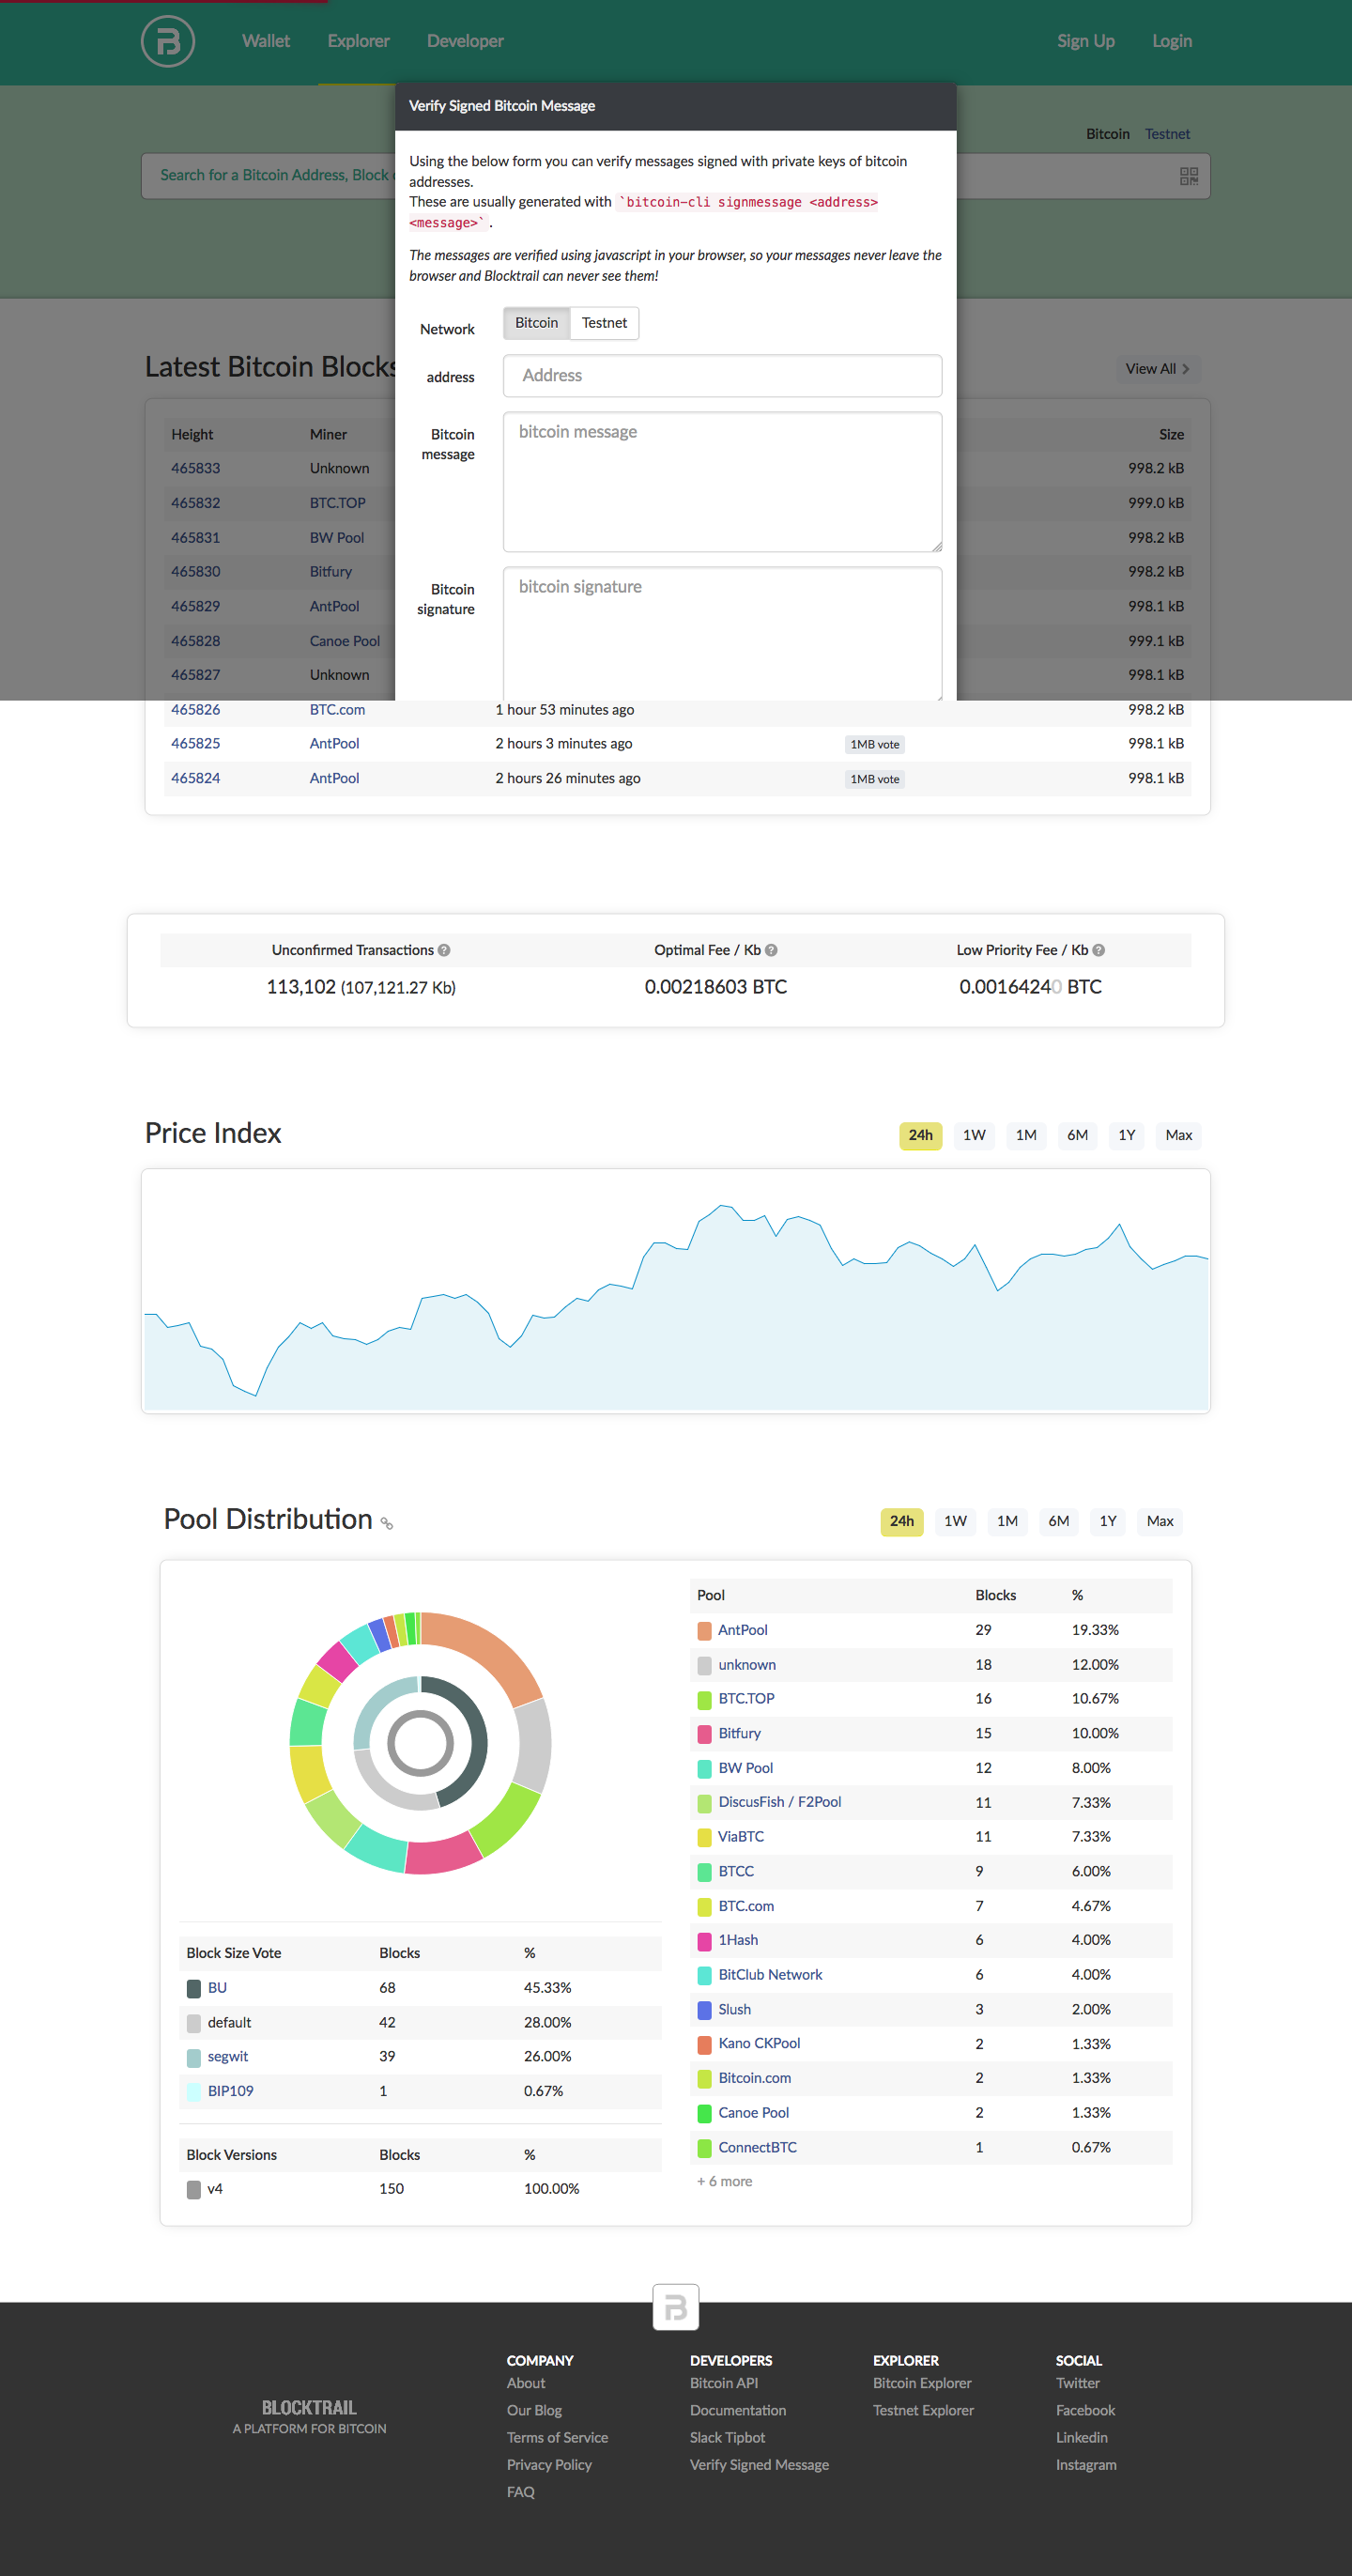 Wallet Explorer Developer Sign Up Login
Verify Signed Bitcoin Message
Bitcoin Testnet
Search for a Bitcoin Address, Block
Using the below form you can verify messages signed with private keys of bitcoin
addresses.
These are usually generated with `bitcoin-cli signmessage <address>
<message>` .
The messages are verified using javascript in your browser, so your messages never leave the
browser and Blocktrail can never see them!
Network Bitcoin Testnet
address Address
Bitcoin message bitcoin message
Bitcoin signature bitcoin signature
Latest Bitcoin Blocks View All
Height Miner Size
465833 Unknown 998.2 kB
465832 BTC.TOP 999.0 kB
465831 BW Pool 998.2 kB
465830 Bitfury 998.2 kB
465829 AntPool 998.1 kB
465828 Canoe Pool 999.1 kB
465827 Unknown 998.1 kB
465826 BTC.com 1 hour 53 minutes ago 998.2 kB
465825 AntPool 2 hours 3 minutes ago 1MB vote 998.1 kB
465824 AntPool 2 hours 26 minutes ago 1MB vote 998.1 kB
Unconfirmed Transactions ? Optimal Fee / Kb ? Low Priority Fee / Kb ?
113,102 (107,121.27 Kb) 0.00218603 BTC 0.00164240 BTC
Price Index 24h 1W 1M 6M 1Y Max
Pool Distribution 24h 1W 1M 6M 1Y Max
Pool Blocks %
AntPool 29 19.33%
unknown 18 12.00%
BTC.TOP 16 10.67%
Bitfury 15 10.00%
BW Pool 12 8.00%
DiscusFish / F2Pool 11 7.33%
ViaBTC 11 7.33%
BTCC 9 6.00%
BTC.com 7 4.67%
1Hash 6 4.00%
BitClub Network 6 4.00%
Slush 3 2.00%
Kano CKPool 2 1.33%
Bitcoin.com 2 1.33%
Canoe Pool 2 1.33%
ConnectBTC 1 0.67%
+ 6 more
Block Size Vote Blocks %
BU 68 45.33%
default 42 28.00%
segwit 39 26.00%
BIP109 1 0.67%
Block Versions Blocks %
v4 150 100.00%
BLOCKTRAIL
A PLATFORM FOR BITCOIN
COMPANY
About
Our Blog
Terms of Service
Privacy Policy
FAQ
DEVELOPERS
Bitcoin API
Documentation
Slack Tipbot
Verify Signed Message
EXPLORER
Bitcoin Explorer
Testnet Explorer
SOCIAL
Twitter
Facebook
Linkedin
Instagram